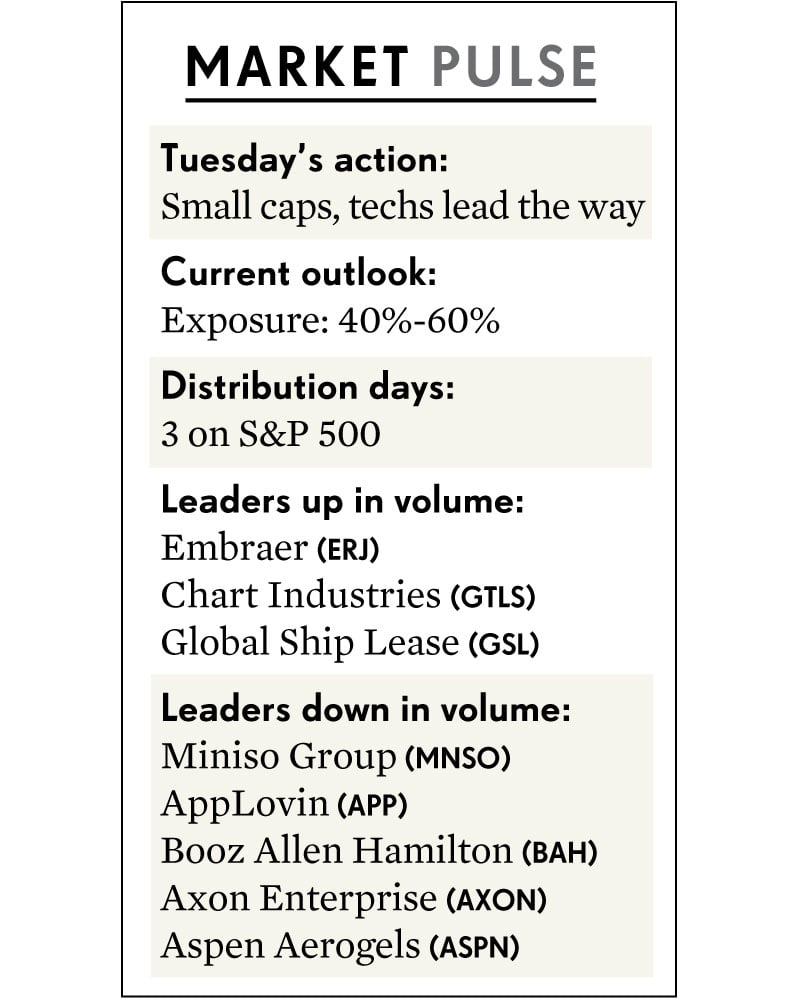 MARKET PULSE
Tuesday's action:
Small caps, techs lead the way
Current outlook:
Exposure: 40%-60%
Distribution days:
3 on S&P 500
Leaders up in volume:
Embraer (ERJ)
Chart Industries (GTLS)
Global Ship Lease (GSL)
Leaders down in volume:
Miniso Group (MNSO)
AppLovin (APP)
Booz Allen Hamilton (BAH)
Axon Enterprise (AXON)
Aspen Aerogels (ASPN)